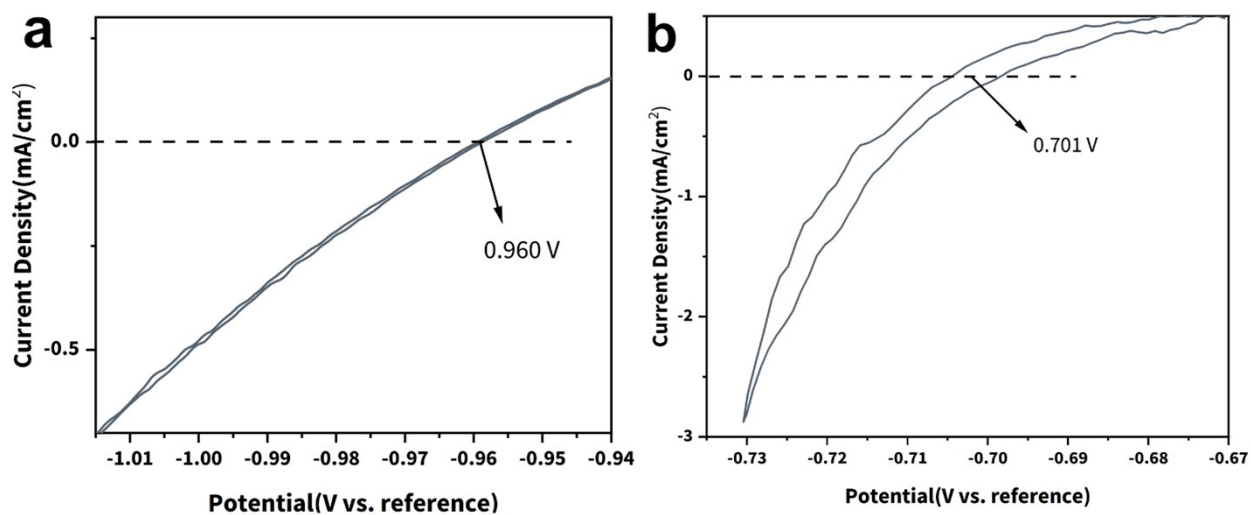 a
Current Density(mA/cm²)
0.0
-0.5
0.960 V
-1.01 -1.00 -0.99 -0.98 -0.97 -0.96 -0.95 -0.94
Potential(V vs. reference)
b
Current Density(mA/cm²)
0
-1
-2
-3
0.701 V
-0.73 -0.72 -0.71 -0.70 -0.69 -0.68 -0.67
Potential(V vs. reference)